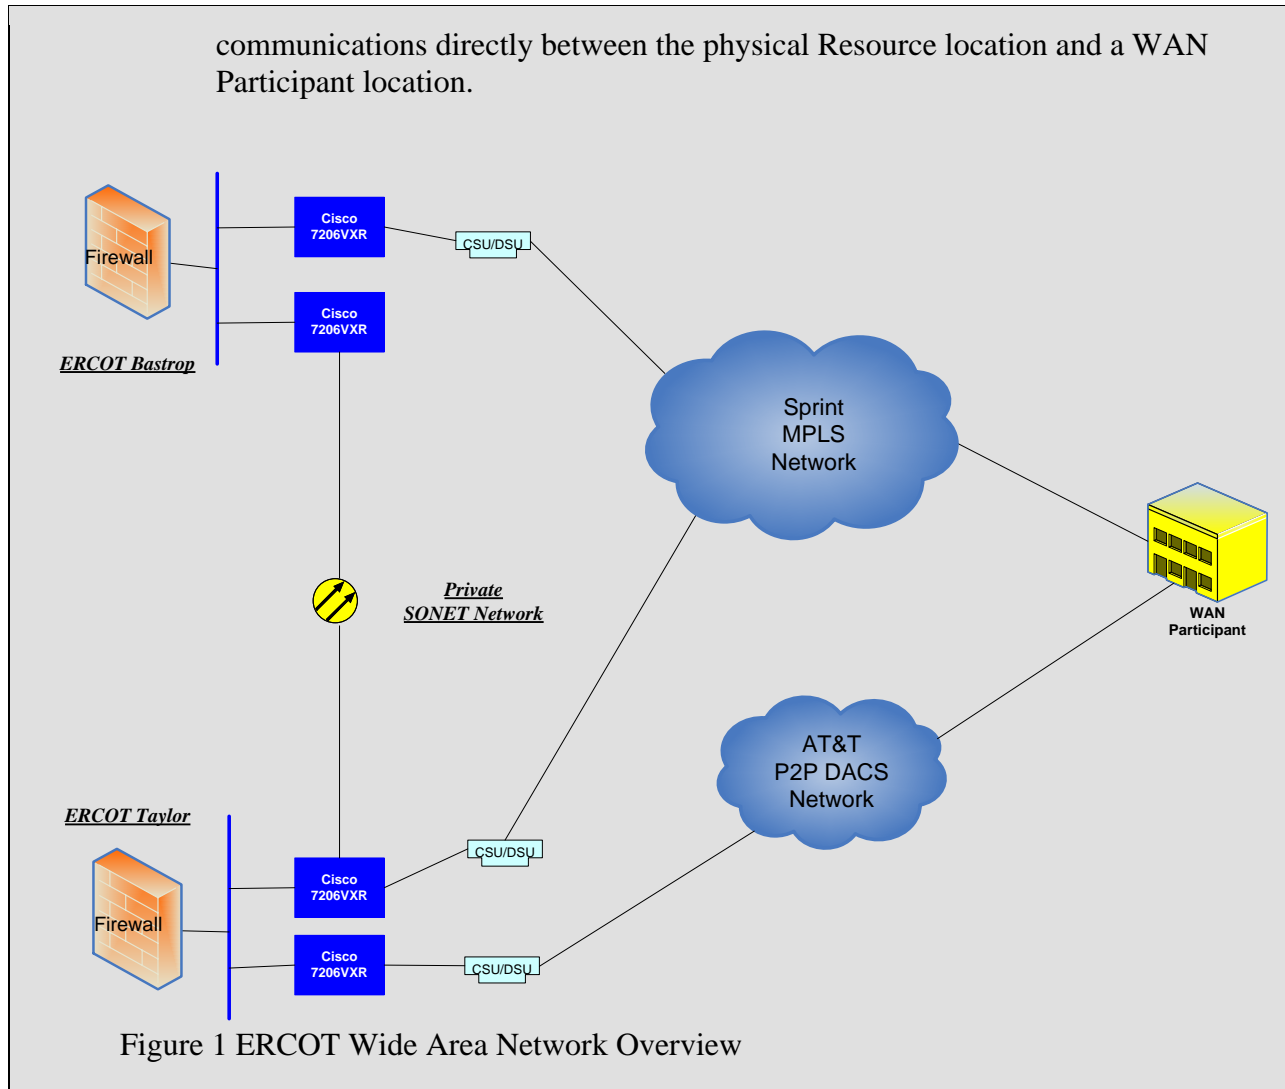 communications directly between the physical Resource location and a WAN
Participant location.
Cisco
7206VXR
CSU/DSU
Firewall
Cisco
7206VXR
ERCOT Bastrop
Sprint
MPLS
Network
Private
SONET Network
WAN
Participant
AT&T
P2P DACS
Network
ERCOT Taylor
CSU/DSU
Cisco
7206VXR
Firewall
Cisco
7206VXR
CSU/DSU
Figure 1 ERCOT Wide Area Network Overview